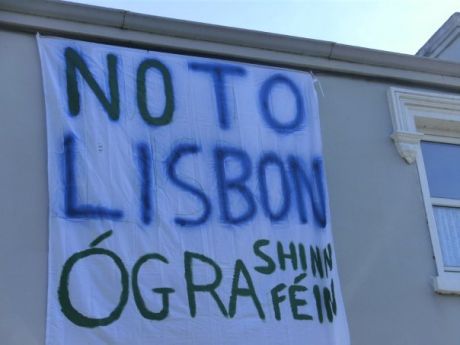 NO TO
LISBON
ÓGRA SHINN
FÉIN